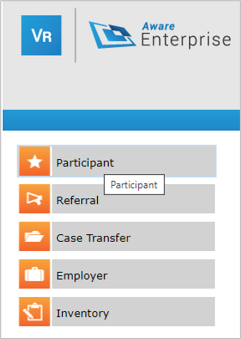 VR
Aware
Enterprise
Participant
Participant
Referral
Case Transfer
Employer
Inventory